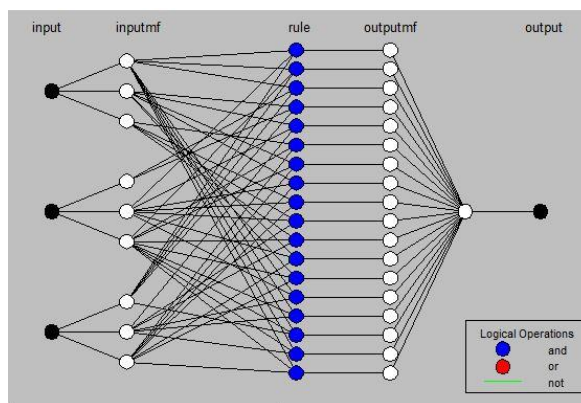 input inputmf rule outputmf output
Logical Operations
and
or
not